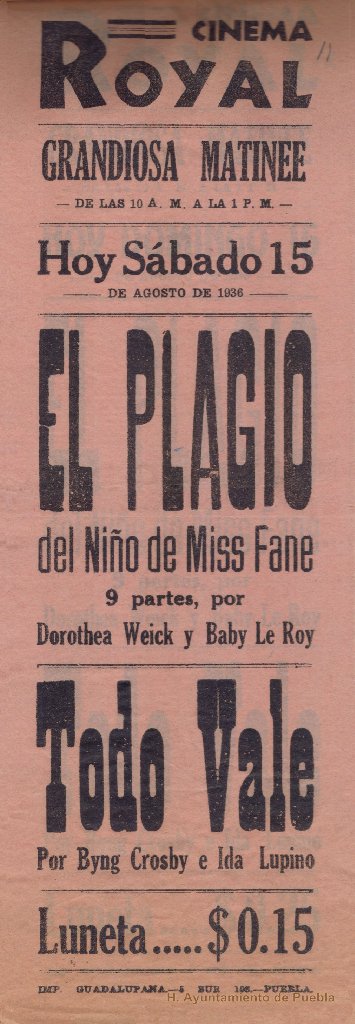 CINEMA
ROYAL
11
GRANDIOSA MATINEE
— DE LAS 10 A. M. A LA 1 P. M. —
Hoy Sábado 15
DE AGOSTO DE 1936
EL PLAGIO
del Niño de Miss Fane
9 partes, por
Dorothea Weick y Baby Le Roy
Todo Vale
Por Byng Crosby e Ida Lupino
Luneta.....$ 0.15
IMP. GUADALUPANA.—5 SUR 108.—PUEBLA.
H. Ayuntamiento de Puebla